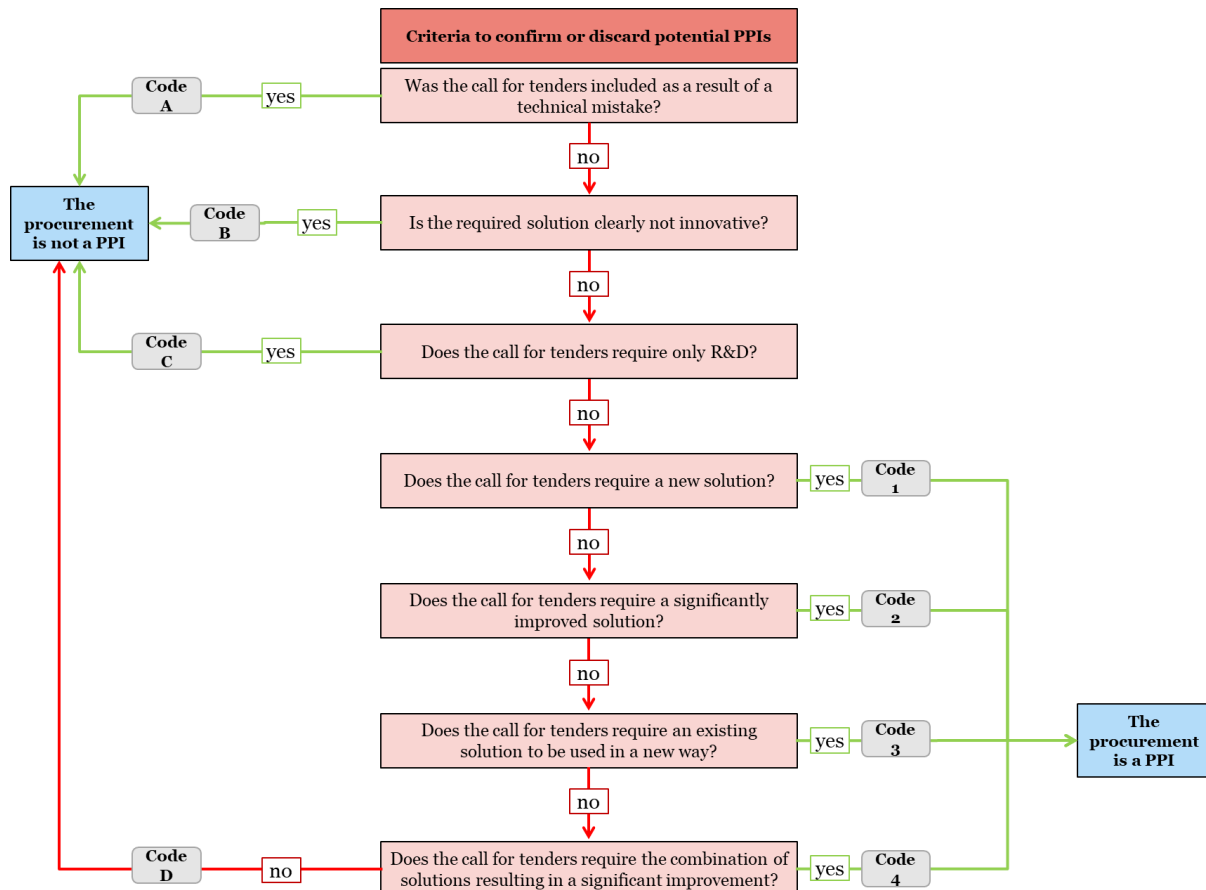 Criteria to confirm or discard potential PPIs
Code
A
yes
Was the call for tenders included as a result of a
technical mistake?
no
The
procurement
is not a PPI
Code
B
yes
Is the required solution clearly not innovative?
no
Code
C
yes
Does the call for tenders require only R&D?
no
Does the call for tenders require a new solution?
yes
Code
1
no
Does the call for tenders require a significantly
improved solution?
yes
Code
2
no
Does the call for tenders require an existing
solution to be used in a new way?
yes
Code
3
The
procurement
is a PPI
no
Code
D
no
Does the call for tenders require the combination of
solutions resulting in a significant improvement?
yes
Code
4